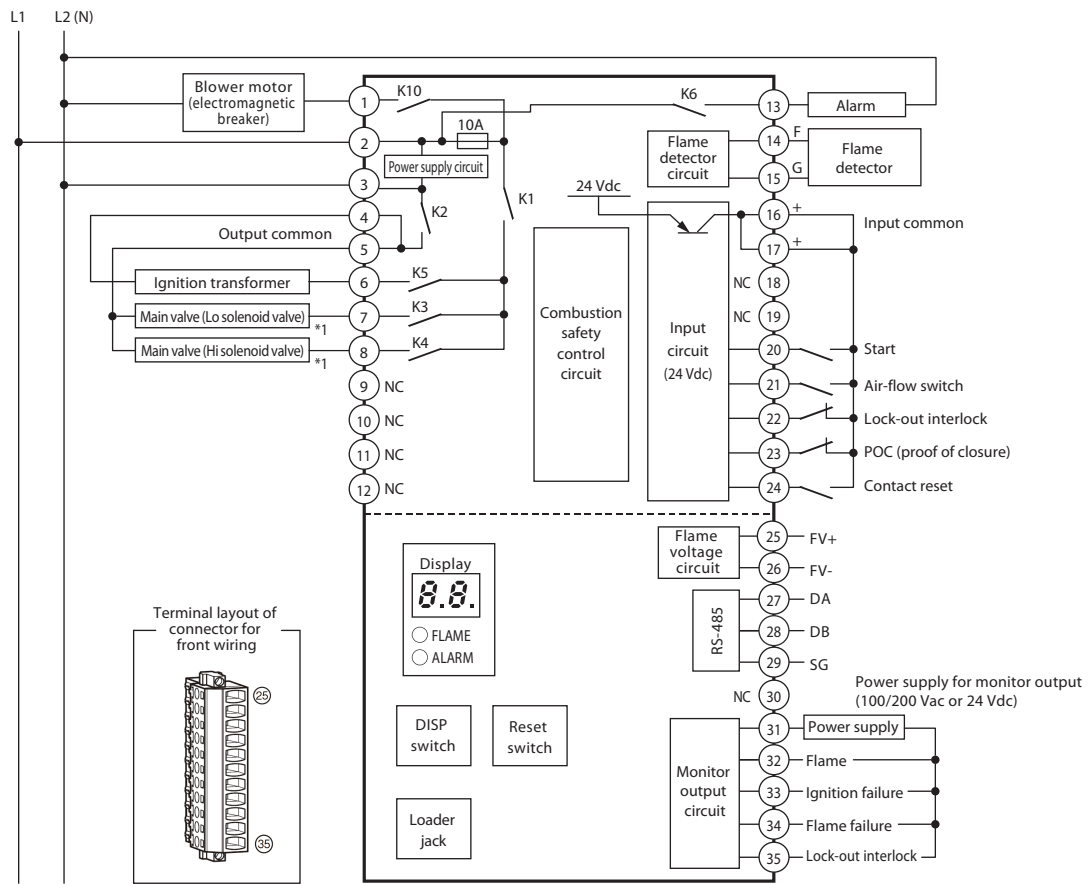 L1
L2 (N)
Blower motor
(electromagnetic
breaker)
1
K10
K6
13
Alarm
2
10A
Power supply circuit
Flame
detector
circuit
14
F
15
G
Flame
detector
3
K2
K1
24 Vdc
16
+
17
+
Input common
4
Output common
5
18
NC
Ignition transformer
6
K5
19
NC
Main valve (Lo solenoid valve)
*1
7
K3
Main valve (Hi solenoid valve)
*1
8
K4
Combustion
safety
control
circuit
Input
circuit
(24 Vdc)
20
Start
21
Air-flow switch
22
Lock-out interlock
23
POC (proof of closure)
24
Contact reset
9
NC
10
NC
11
NC
12
NC
Flame
voltage
circuit
25
FV+
26
FV-
Display
8.8.
FLAME
ALARM
RS-485
27
DA
28
DB
29
SG
NC
30
Power supply for monitor output
(100/200 Vac or 24 Vdc)
Terminal layout of
connector for
front wiring
25
35
DISP
switch
Reset
switch
Loader
jack
Monitor
output
circuit
31
Power supply
32
Flame
33
Ignition failure
34
Flame failure
35
Lock-out interlock